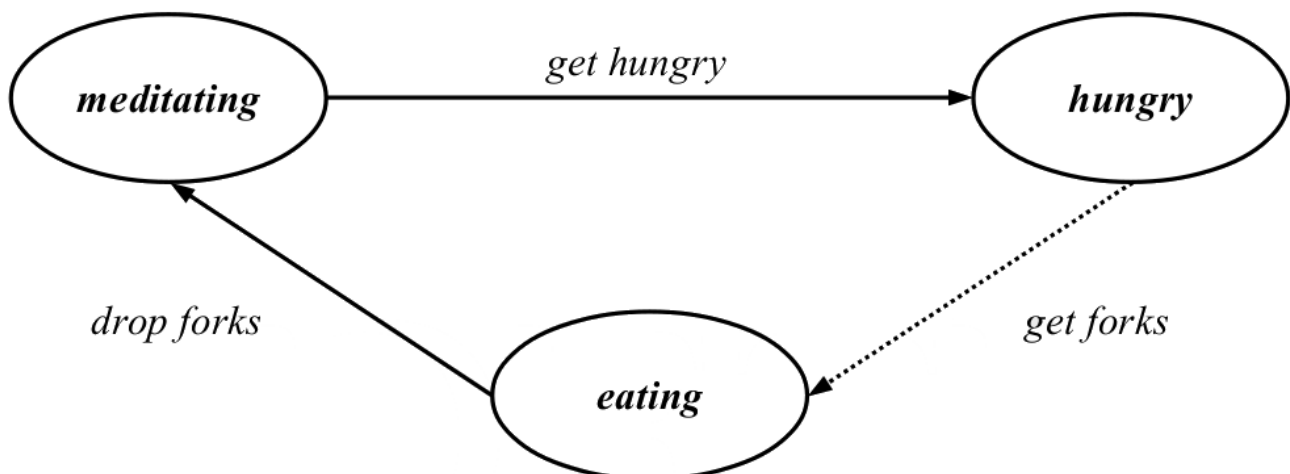 get hungry
meditating
hungry
drop forks
get forks
eating